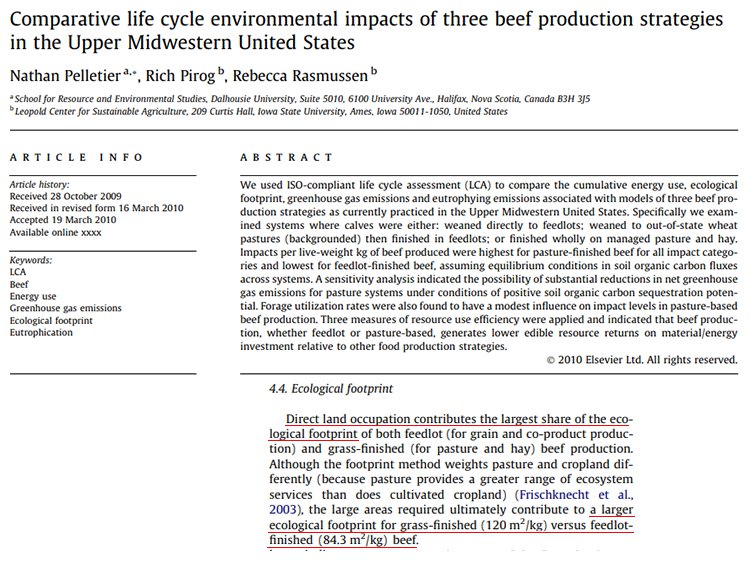 Comparative life cycle environmental impacts of three beef production strategies
in the Upper Midwestern United States
Nathan Pelletier a,*, Rich Pirog b, Rebecca Rasmussen b
a School for Resource and Environmental Studies, Dalhousie University, Suite 5010, 6100 University Ave., Halifax, Nova Scotia, Canada B3H 3J5
b Leopold Center for Sustainable Agriculture, 209 Curtis Hall, Iowa State University, Ames, Iowa 50011-1050, United States
ARTICLE INFO
Article history:
Received 28 October 2009
Received in revised form 16 March 2010
Accepted 19 March 2010
Available online xxxx
Keywords:
LCA
Beef
Energy use
Greenhouse gas emissions
Ecological footprint
Eutrophication
ABSTRACT
We used ISO-compliant life cycle assessment (LCA) to compare the cumulative energy use, ecological
footprint, greenhouse gas emissions and eutrophying emissions associated with models of three beef pro-
duction strategies as currently practiced in the Upper Midwestern United States. Specifically we exam-
ined systems where calves were either: weaned directly to feedlots; weaned to out-of-state wheat
pastures (backgrounded) then finished in feedlots; or finished wholly on managed pasture and hay.
Impacts per live-weight kg of beef produced were highest for pasture-finished beef for all impact catego-
ries and lowest for feedlot-finished beef, assuming equilibrium conditions in soil organic carbon fluxes
across systems. A sensitivity analysis indicated the possibility of substantial reductions in net greenhouse
gas emissions for pasture systems under conditions of positive soil organic carbon sequestration poten-
tial. Forage utilization rates were also found to have a modest influence on impact levels in pasture-based
beef production. Three measures of resource use efficiency were applied and indicated that beef produc-
tion, whether feedlot or pasture-based, generates lower edible resource returns on material/energy
investment relative to other food production strategies.
© 2010 Elsevier Ltd. All rights reserved.
4.4. Ecological footprint
Direct land occupation contributes the largest share of the eco-
logical footprint of both feedlot (for grain and co-product produc-
tion) and grass-finished (for pasture and hay) beef production.
Although the footprint method weights pasture and cropland dif-
ferently (because pasture provides a greater range of ecosystem
services than does cultivated cropland) (Frischknecht et al.,
2003), the large areas required ultimately contribute to a larger
ecological footprint for grass-finished (120 m²/kg) versus feedlot-
finished (84.3 m²/kg) beef.